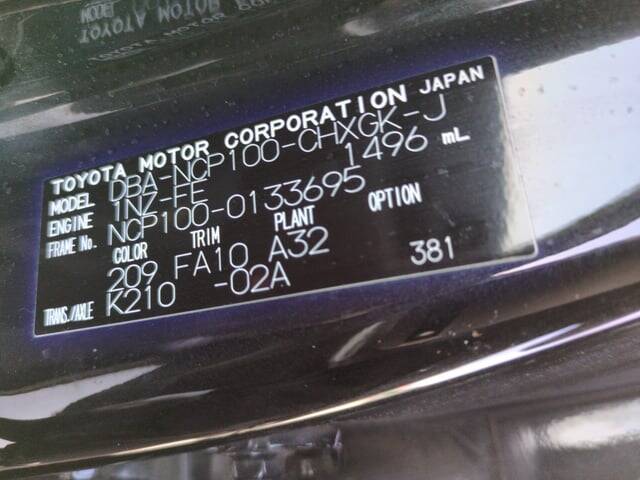 TOYOTA MOTOR CORPORATION JAPAN
MODEL DBA-NCP100-CHXGK-J
ENGINE 1NZ-FE 1496 mL
FRAME No. NCP100-0133695
COLOR TRIM PLANT OPTION
209 FA10 A32 381
TRANS./AXLE K210 -02A